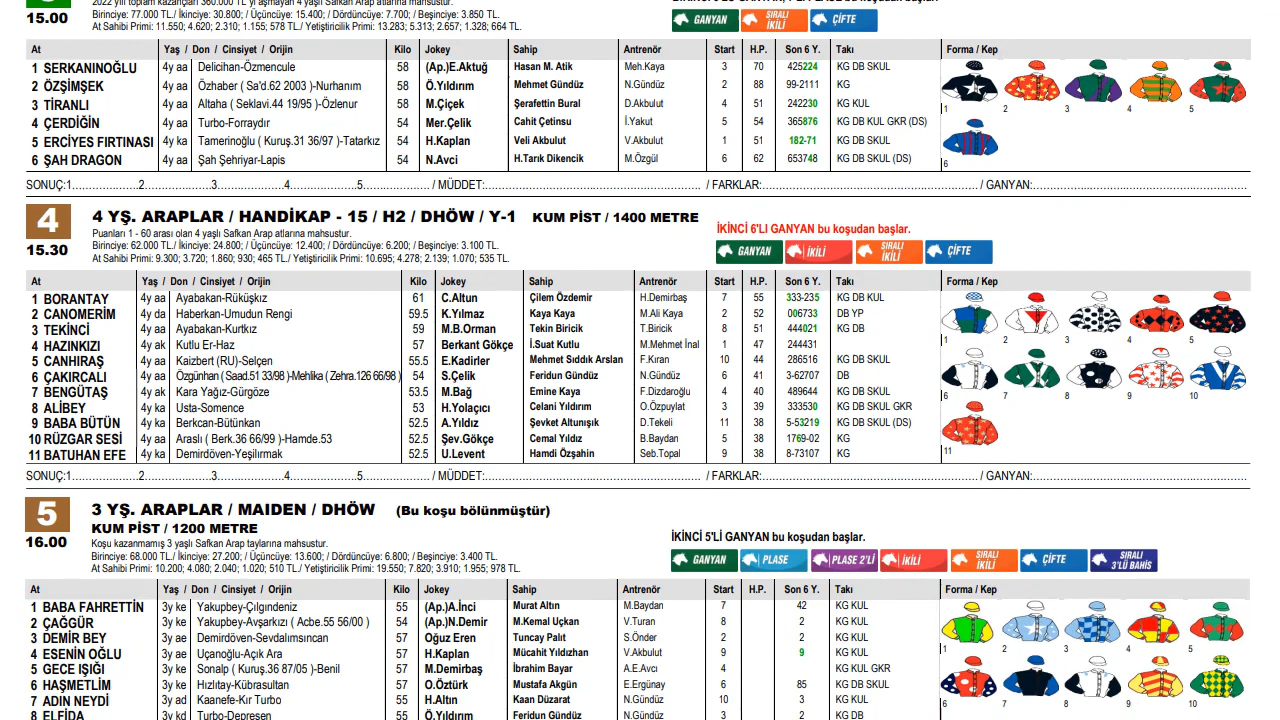 2022 yılı toplam kazançları 360.000 TL yi aşmayan 4 yaşlı Safkan Arap atlarına mahsustur.
15.00 Birinciye: 77.000 TL./ İkinciye: 30.800 / Üçüncüye: 15.400 / Dördüncüye: 7.700 / Beşinciye: 3.850 TL.
At Sahibi Primi: 11.550; 4.620; 2.310; 1.155; 578 TL./ Yetiştiricilik Primi: 13.283; 5.313; 2.657; 1.328; 664 TL.
GANYAN SIRALI İKİLİ ÇİFTE
At Yaş / Don / Cinsiyet / Orijin Kilo Jokey Sahip Antrenör Start H.P. Son 6 Y. Takı Forma / Kep
1 SERKANINOĞLU 4y aa Delicihan-Özmencule 58 (Ap.)E.Aktuğ Hasan M. Atik Meh.Kaya 3 70 425224 KG DB SKUL
2 ÖZŞİMŞEK 4y aa Özhaber ( Sa'd.62 2003 )-Nurhanım 58 Ö.Yıldırım Mehmet Gündüz N.Gündüz 2 88 99-2111 KG
3 TİRANLI 4y aa Altaha ( Seklavi.44 19/95 )-Özlenur 58 M.Çiçek Şerafettin Bural D.Akbulut 4 51 242230 KG KUL
4 ÇERDİĞİN 4y aa Turbo-Forraydır 54 Mer.Çelik Cahit Çetinsu İ.Yakut 5 54 365876 KG DB KUL GKR (DS)
5 ERCİYES FIRTINASI 4y ka Tamerinoğlu ( Kuruş.31 36/97 )-Tatarkız 54 H.Kaplan Veli Akbulut V.Akbulut 1 51 182-71 KG DB SKUL
6 ŞAH DRAGON 4y aa Şah Şehriyar-Lapis 54 N.Avci H.Tarık Dikencik M.Özgül 6 62 653748 KG DB SKUL (DS)
1 2 3 4 5
6
SONUÇ:1......................2......................3......................4......................5...................... / MÜDDET:.......................................................... / FARKLAR:.......................................................... / GANYAN:..........................................................
4 4 YŞ. ARAPLAR / HANDİKAP - 15 / H2 / DHÖW / Y-1 KUM PİST / 1400 METRE
Puanları 1 - 60 arası olan 4 yaşlı Safkan Arap atlarına mahsustur.
15.30 Birinciye: 62.000 TL./ İkinciye: 24.800 / Üçüncüye: 12.400 / Dördüncüye: 6.200 / Beşinciye: 3.100 TL.
At Sahibi Primi: 9.300; 3.720; 1.860; 930; 465 TL./ Yetiştiricilik Primi: 10.695; 4.278; 2.139; 1.070; 535 TL.
İKİNCİ 6'LI GANYAN bu koşudan başlar.
GANYAN İKİLİ SIRALI İKİLİ ÇİFTE
At Yaş / Don / Cinsiyet / Orijin Kilo Jokey Sahip Antrenör Start H.P. Son 6 Y. Takı Forma / Kep
1 BORANTAY 4y aa Ayabakan-Rüküşkız 61 C.Altun Çilem Özdemir H.Demirbaş 7 55 333-235 KG DB KUL
2 CANOMERİM 4y da Haberkan-Umudun Rengi 59.5 K.Yılmaz Kaya Kaya M.Ali Kaya 2 52 006733 DB YP
3 TEKİNCİ 4y aa Ayabakan-Kurtkız 59 M.B.Orman Tekin Biricik T.Biricik 8 51 444021 KG DB
4 HAZINKIZI 4y ak Kutlu Er-Haz 57 Berkant Gökçe İ.Suat Kutlu M.Mehmet İnal 1 47 244431
5 CANHIRAŞ 4y aa Kaizbert (RU)-Selçen 55.5 E.Kadirler Mehmet Sıddık Arslan F.Kıran 10 44 286516 KG DB SKUL
6 ÇAKIRCALI 4y aa Özgünhan ( Saad.51 33/98 )-Mehlika ( Zehra.126 66/98 ) 54 S.Çelik Feridun Gündüz N.Gündüz 6 41 3-62707 DB
7 BENGÜTAŞ 4y ak Kara Yağız-Gürgöze 53.5 M.Bağ Emine Kaya F.Dizdaroğlu 4 40 489644 KG DB SKUL
8 ALİBEY 4y ka Usta-Somence 53 H.Yolaçıcı Celani Yıldırım O.Özpuylat 3 39 333530 KG DB SKUL GKR
9 BABA BÜTÜN 4y ka Berkcan-Bütünkan 52.5 A.Yıldız Şevket Altunışık D.Tekeli 11 38 5-53219 KG DB SKUL (DS)
10 RÜZGAR SESİ 4y aa Araslı ( Berk.36 66/99 )-Hamde.53 52.5 Şev.Gökçe Cemal Yıldız B.Baydan 5 38 1769-02 KG
11 BATUHAN EFE 4y ka Demirdöven-Yeşilırmak 52.5 U.Levent Hamdi Özşahin Seb.Topal 9 38 8-73107 KG
1 2 3 4 5
6 7 8 9 10
11
SONUÇ:1......................2......................3......................4......................5...................... / MÜDDET:.......................................................... / FARKLAR:.......................................................... / GANYAN:..........................................................
5 3 YŞ. ARAPLAR / MAIDEN / DHÖW (Bu koşu bölünmüştür)
KUM PİST / 1200 METRE
16.00 Koşu kazanmamış 3 yaşlı Safkan Arap taylarına mahsustur.
Birinciye: 68.000 TL./ İkinciye: 27.200 / Üçüncüye: 13.600 / Dördüncüye: 6.800 / Beşinciye: 3.400 TL.
At Sahibi Primi: 10.200; 4.080; 2.040; 1.020; 510 TL./ Yetiştiricilik Primi: 19.550; 7.820; 3.910; 1.955; 978 TL.
İKİNCİ 5'Lİ GANYAN bu koşudan başlar.
GANYAN PLASE PLASE 2'Lİ İKİLİ SIRALI İKİLİ ÇİFTE SIRALI 3'LÜ BAHİS
At Yaş / Don / Cinsiyet / Orijin Kilo Jokey Sahip Antrenör Start H.P. Son 6 Y. Takı Forma / Kep
1 BABA FAHRETTİN 3y ke Yakupbey-Çılgındeniz 55 (Ap.)A.İnci Murat Altın M.Baydan 7 42 KG KUL
2 ÇAĞGÜR 3y ke Yakupbey-Avşarkızı ( Acbe.55 56/00 ) 54 (Ap.)N.Demir M.Kemal Uçkan V.Turan 8 2 KG KUL
3 DEMİR BEY 3y ae Demirdöven-Sevdalımsıncan 57 Oğuz Eren Tuncay Palıt S.Önder 2 2 KG KUL
4 ESENİN OĞLU 3y ae Uçanoğlu-Açık Ara 57 H.Kaplan Mücahit Yıldızhan V.Akbulut 9 9 KG KUL
5 GECE IŞIĞI 3y ke Sonalp ( Kuruş.36 87/05 )-Benil 57 M.Demirbaş İbrahim Bayar A.E.Avcı 4 KG KUL GKR
6 HAŞMETLİM 3y ke Hızlıtay-Kübrasultan 57 O.Öztürk Mustafa Akgün E.Ergünay 6 85 KG DB SKUL
7 ADIN NEYDİ 3y ad Kaanefe-Kır Turbo 55 H.Altın Kaan Düzarat N.Gündüz 10 3 KG KUL
8 ELFİDA 3y kd Turbo-Depresen 55 Ö.Yıldırım Feridun Gündüz N.Gündüz 3 2 KG DB
1 2 3 4 5
6 7 8 9 10